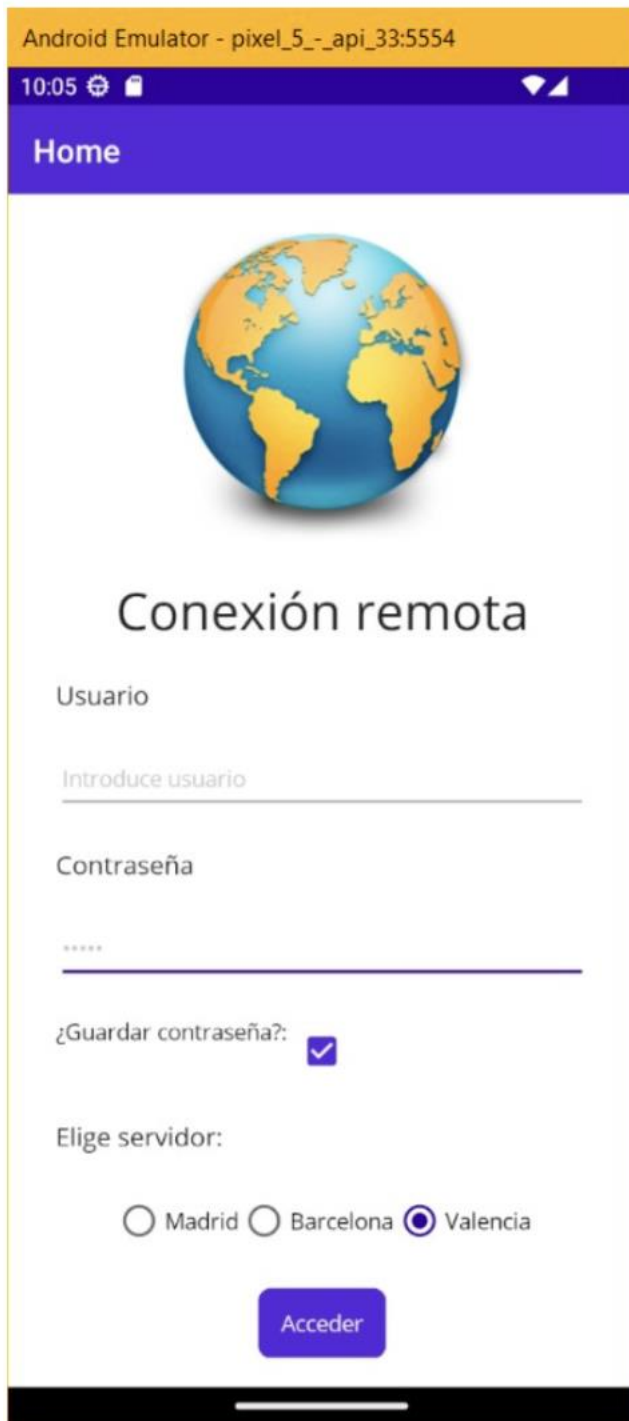 Android Emulator - pixel_5_-_api_33:5554
10:05
Home
Conexión remota
Usuario
Introduce usuario
Contraseña
*****
¿Guardar contraseña?:
Elige servidor:
Madrid Barcelona Valencia
Acceder